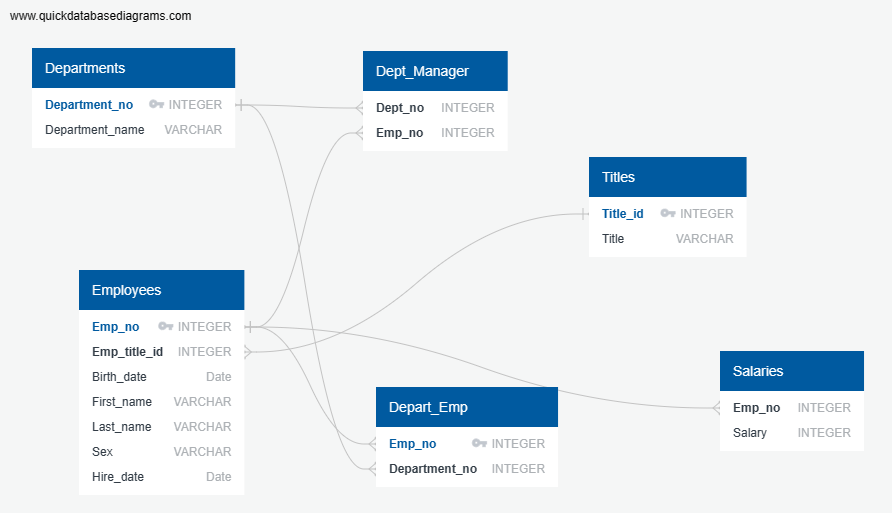 www.quickdatabasediagrams.com
Departments
Department_no INTEGER
Department_name VARCHAR
Dept_Manager
Dept_no INTEGER
Emp_no INTEGER
Titles
Title_id INTEGER
Title VARCHAR
Employees
Emp_no INTEGER
Emp_title_id INTEGER
Birth_date Date
First_name VARCHAR
Last_name VARCHAR
Sex VARCHAR
Hire_date Date
Depart_Emp
Emp_no INTEGER
Department_no INTEGER
Salaries
Emp_no INTEGER
Salary INTEGER